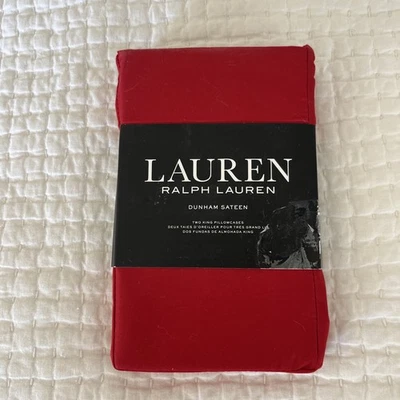 LAUREN
RALPH LAUREN
DUNHAM SATEEN
TWO KING PILLOWCASES
DEUX TAIES D'OREILLER POUR TRÈS GRAND L
DOS FUNDAS DE ALMOHADA KING